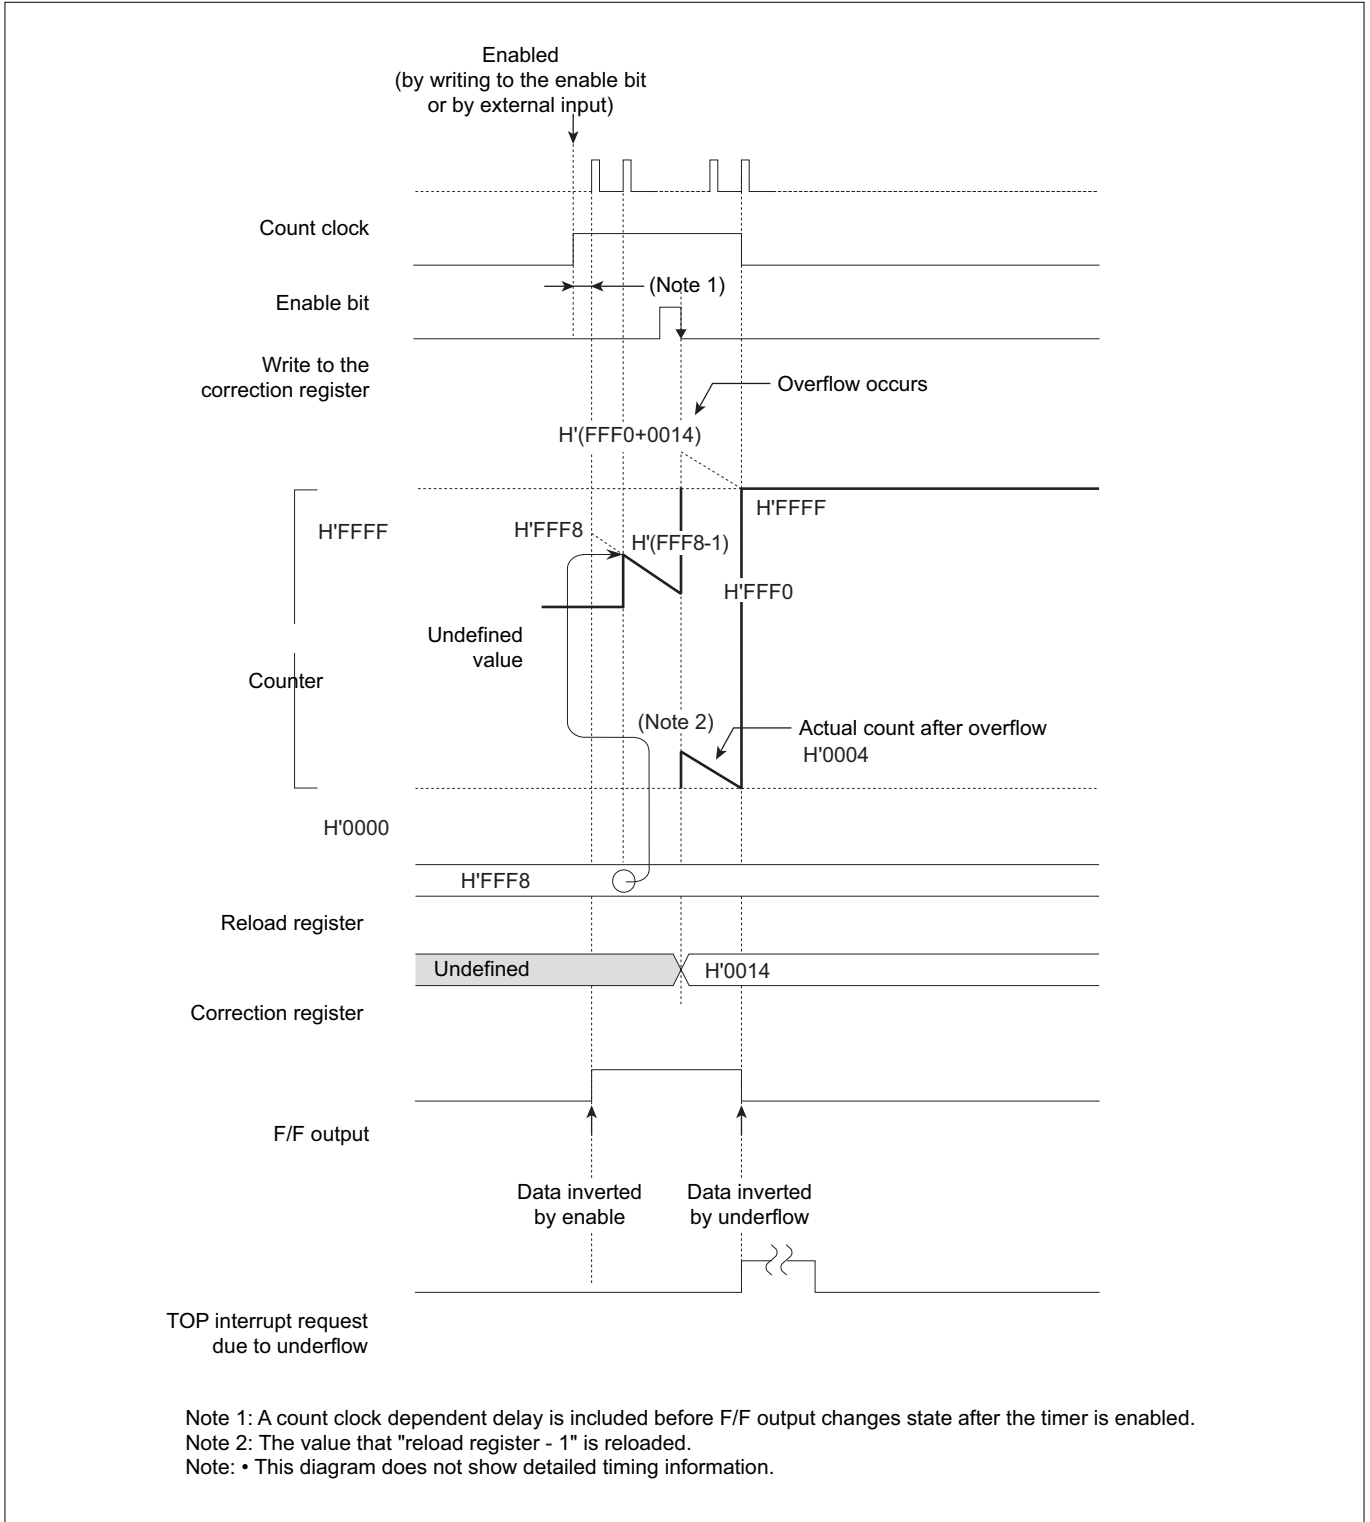 Enabled
(by writing to the enable bit
or by external input)
Count clock
Enable bit
(Note 1)
Write to the
correction register
Overflow occurs
H'(FFF0+0014)
H'FFFF
H'FFFF
H'FFF8
H'(FFF8-1)
H'FFF0
Undefined
value
Counter
(Note 2)
Actual count after overflow
H'0004
H'0000
H'FFF8
Reload register
Undefined
H'0014
Correction register
F/F output
Data inverted
by enable
Data inverted
by underflow
TOP interrupt request
due to underflow
Note 1: A count clock dependent delay is included before F/F output changes state after the timer is enabled.
Note 2: The value that "reload register - 1" is reloaded.
Note: • This diagram does not show detailed timing information.